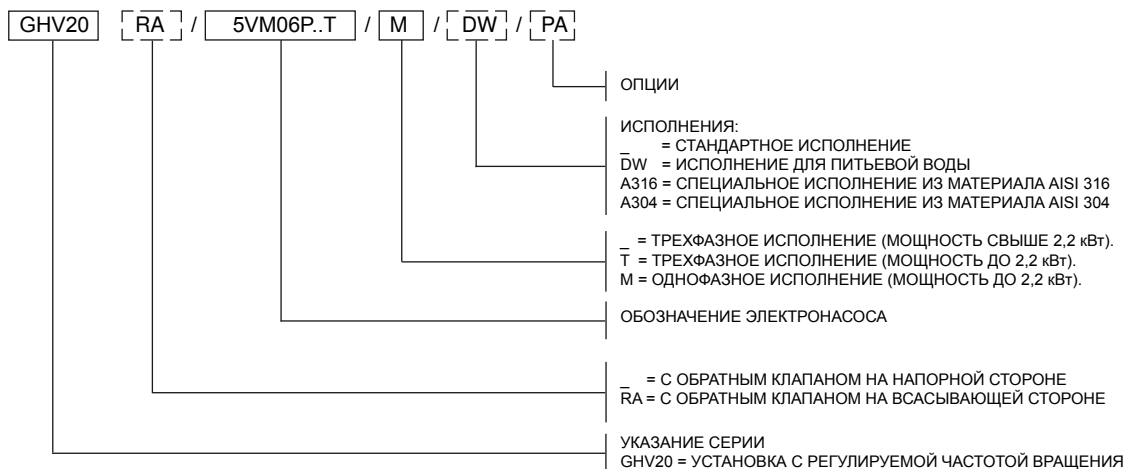 GHV20 RA / 5VM06P..T / M / DW / PA
ОПЦИИ
ИСПОЛНЕНИЯ:
_ = СТАНДАРТНОЕ ИСПОЛНЕНИЕ
DW = ИСПОЛНЕНИЕ ДЛЯ ПИТЬЕВОЙ ВОДЫ
A316 = СПЕЦИАЛЬНОЕ ИСПОЛНЕНИЕ ИЗ МАТЕРИАЛА AISI 316
A304 = СПЕЦИАЛЬНОЕ ИСПОЛНЕНИЕ ИЗ МАТЕРИАЛА AISI 304
_ = ТРЕХФАЗНОЕ ИСПОЛНЕНИЕ (МОЩНОСТЬ СВЫШЕ 2,2 кВт).
T = ТРЕХФАЗНОЕ ИСПОЛНЕНИЕ (МОЩНОСТЬ ДО 2,2 кВт).
M = ОДНОФАЗНОЕ ИСПОЛНЕНИЕ (МОЩНОСТЬ ДО 2,2 кВт).
ОБОЗНАЧЕНИЕ ЭЛЕКТРОНАСОСА
_ = С ОБРАТНЫМ КЛАПАНОМ НА НАПОРНОЙ СТОРОНЕ
RA = С ОБРАТНЫМ КЛАПАНОМ НА ВСАСЫВАЮЩЕЙ СТОРОНЕ
УКАЗАНИЕ СЕРИИ
GHV20 = УСТАНОВКА С РЕГУЛИРУЕМОЙ ЧАСТОТОЙ ВРАЩЕНИЯ